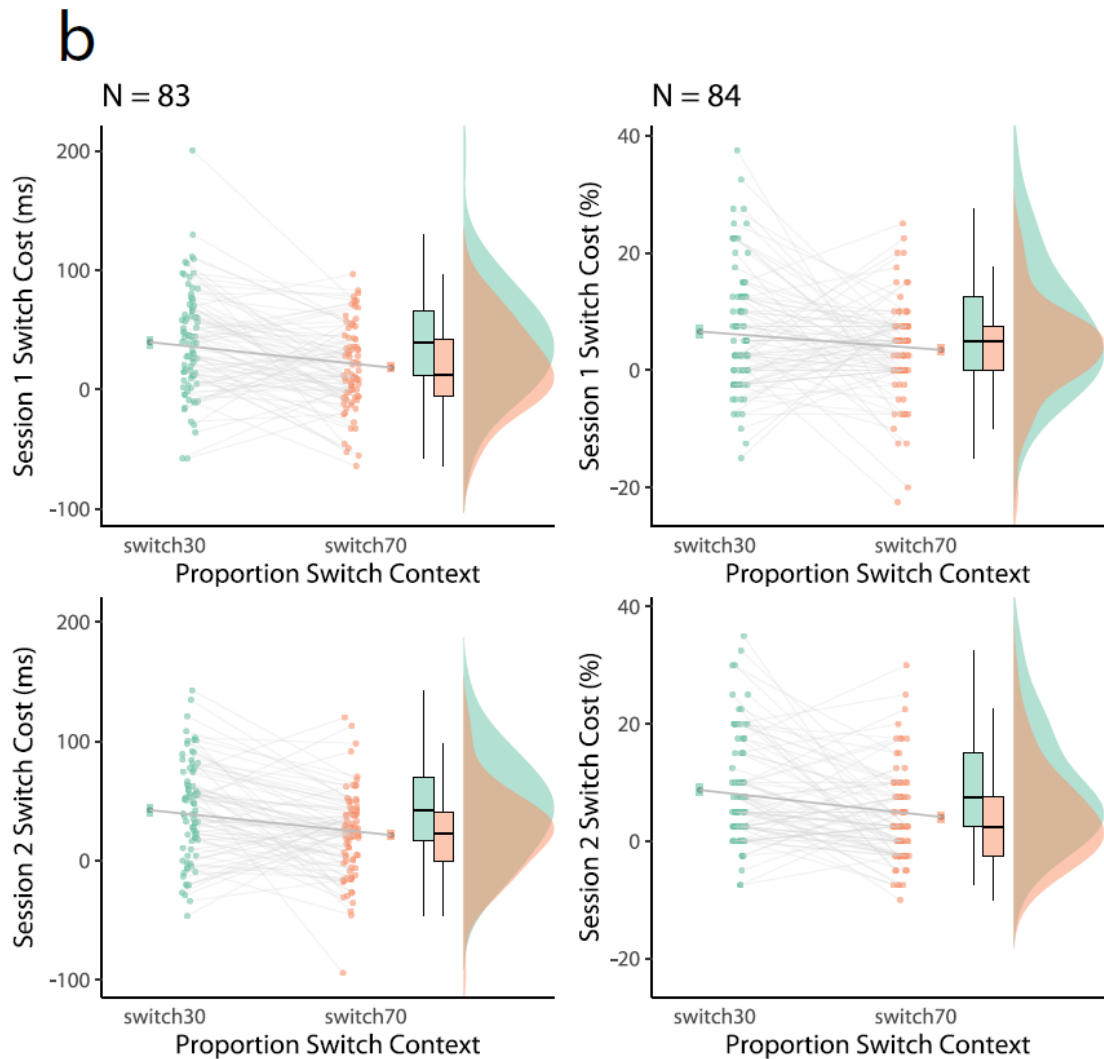 b
N = 83
N = 84
Session 1 Switch Cost (ms)
200
100
0
-100
switch30
switch70
Proportion Switch Context
Session 1 Switch Cost (%)
40
20
0
-20
switch30
switch70
Proportion Switch Context
Session 2 Switch Cost (ms)
200
100
0
-100
switch30
switch70
Proportion Switch Context
Session 2 Switch Cost (%)
40
20
0
-20
switch30
switch70
Proportion Switch Context